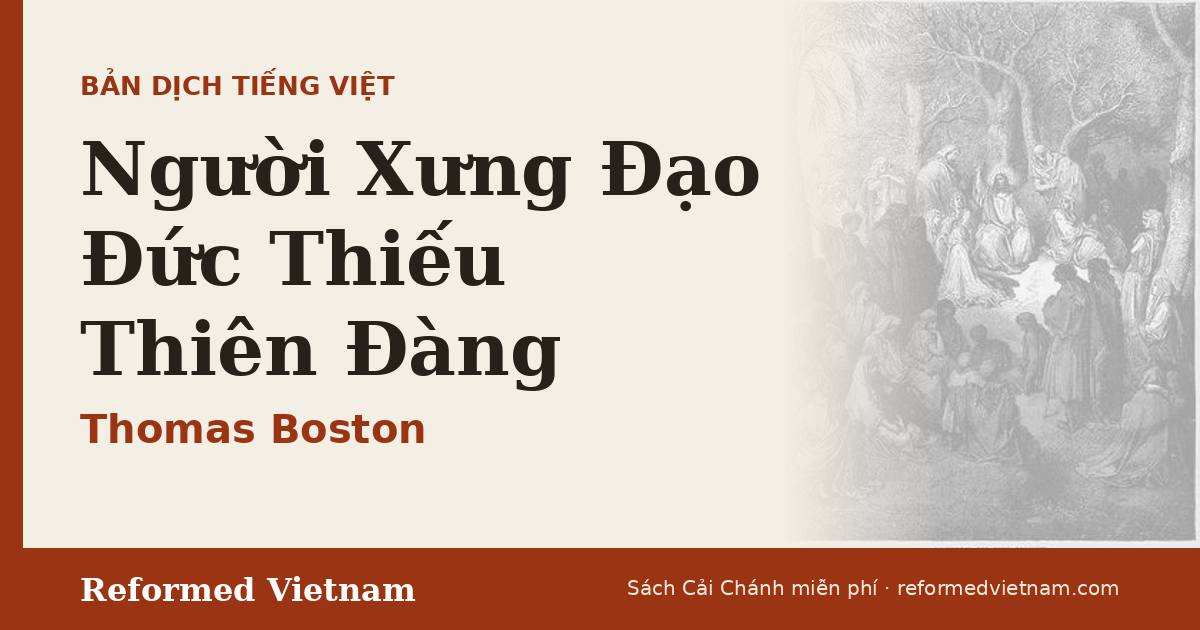 BẢN DỊCH TIẾNG VIỆT
Người Xưng Đạo
Đức Thiếu
Thiên Đàng
Thomas Boston
Reformed Vietnam
Sách Cải Chánh miễn phí · reformedvietnam.com